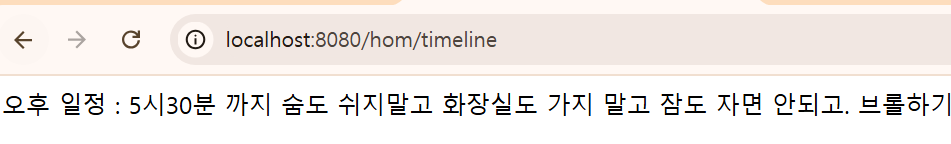 localhost:8080/hom/timeline
오후 일정 : 5시30분 까지 숨도 쉬지말고 화장실도 가지 말고 잠도 자면 안되고. 브롤하기